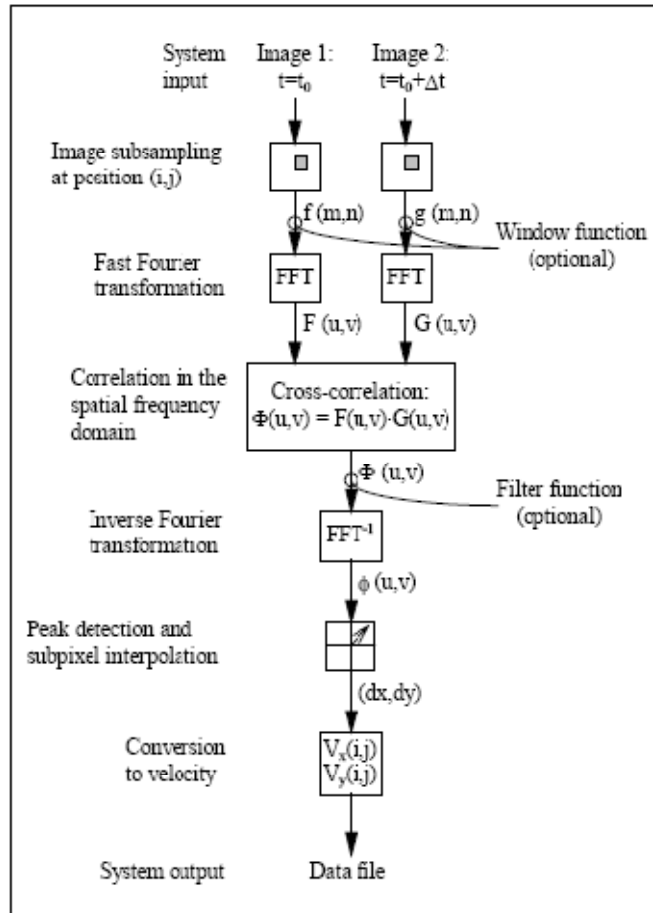 System input
Image 1: t=t₀
Image 2: t=t₀+Δt
Image subsampling
at position (i,j)
f (m,n)
g (m,n)
Window function
(optional)
Fast Fourier
transformation
FFT
FFT
F (u,v)
G (u,v)
Correlation in the
spatial frequency
domain
Cross-correlation:
Φ(u,v) = F(u,v)·G(u,v)
Φ (u,v)
Filter function
(optional)
Inverse Fourier
transformation
FFT⁻¹
ϕ (u,v)
Peak detection and
subpixel interpolation
(dx,dy)
Conversion
to velocity
Vₓ(i,j)
Vᵧ(i,j)
System output
Data file